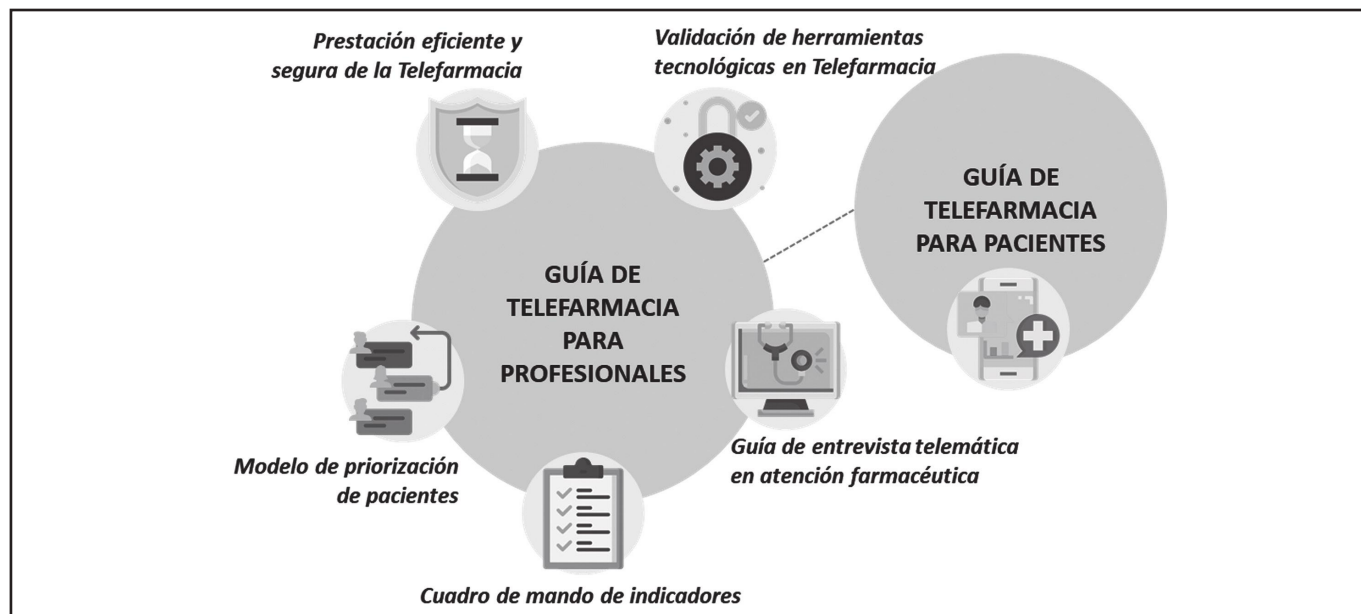 Prestación eficiente y
segura de la Telefarmacia
Validación de herramientas
tecnológicas en Telefarmacia
GUÍA DE
TELEFARMACIA
PARA PACIENTES
GUÍA DE
TELEFARMACIA
PARA
PROFESIONALES
Modelo de priorización
de pacientes
Guía de entrevista telemática
en atención farmacéutica
Cuadro de mando de indicadores